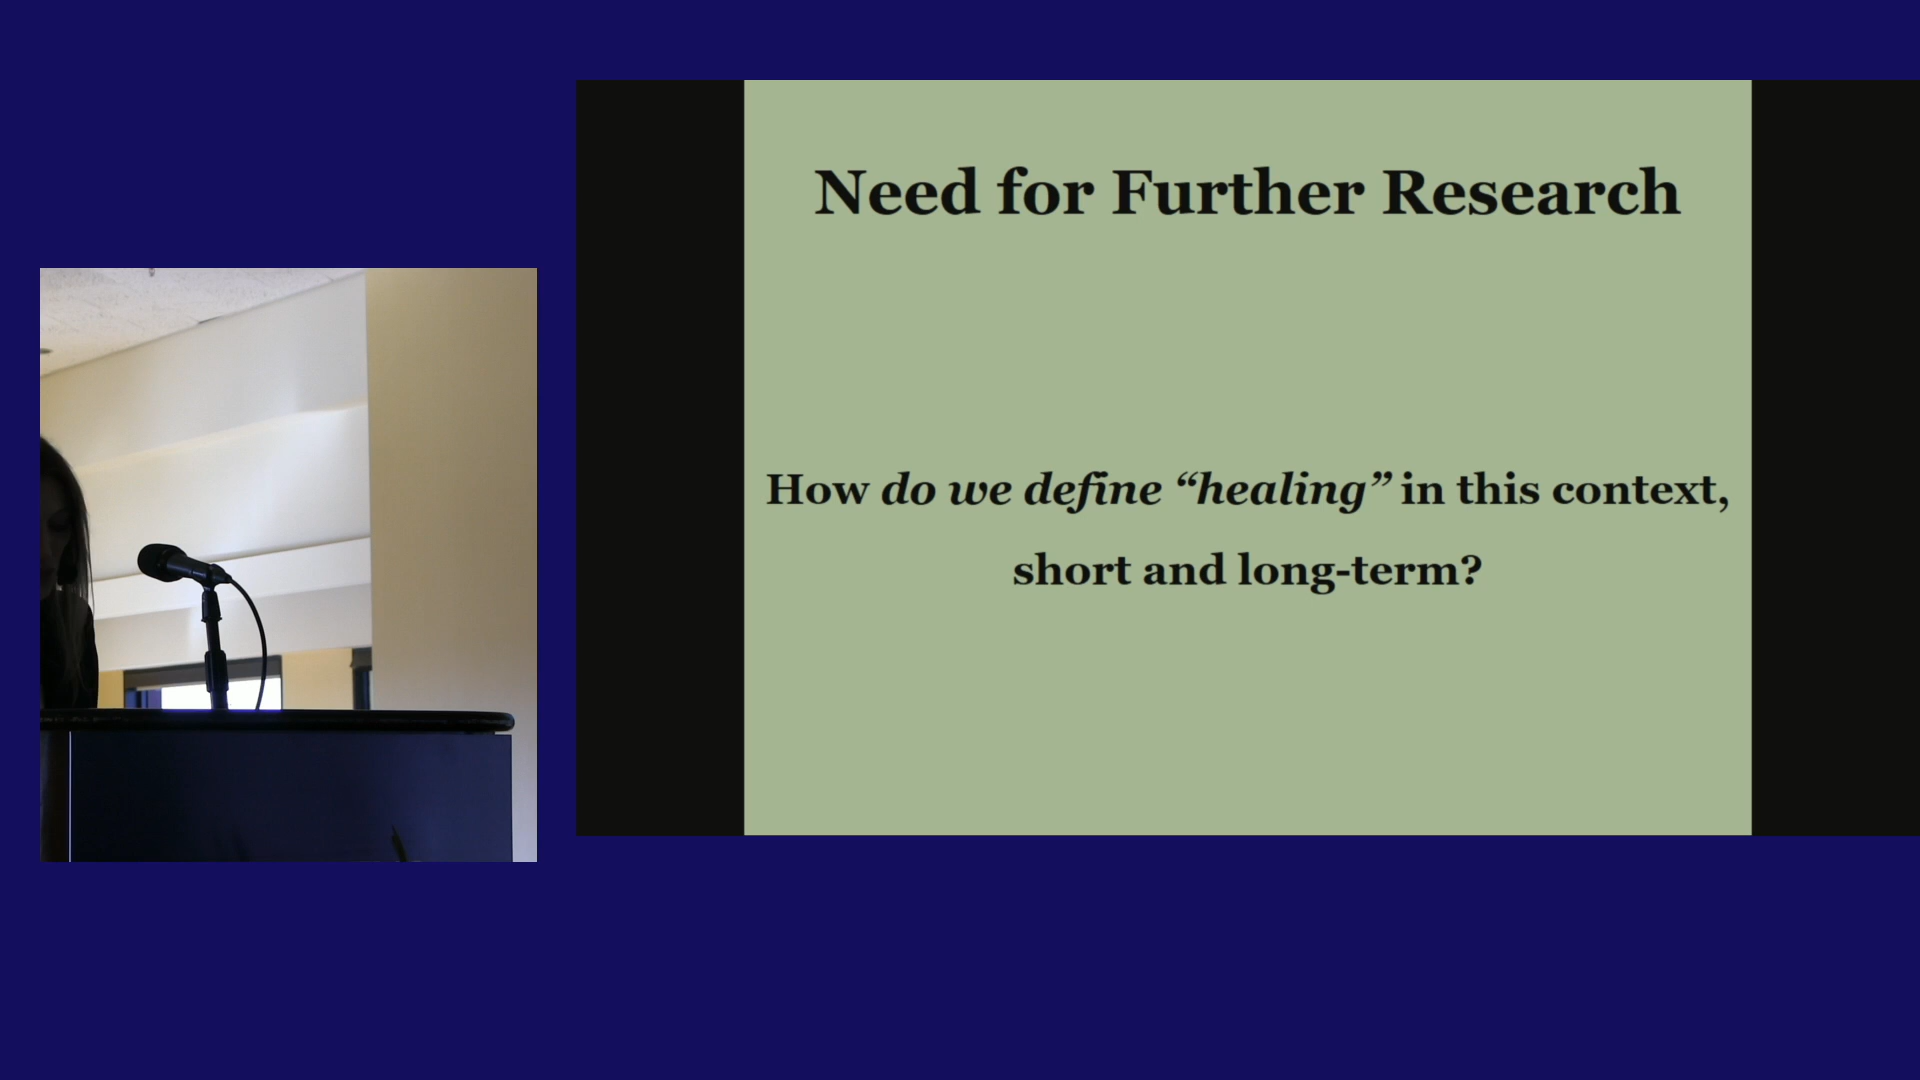 Need for Further Research
How do we define “healing” in this context,
short and long-term?